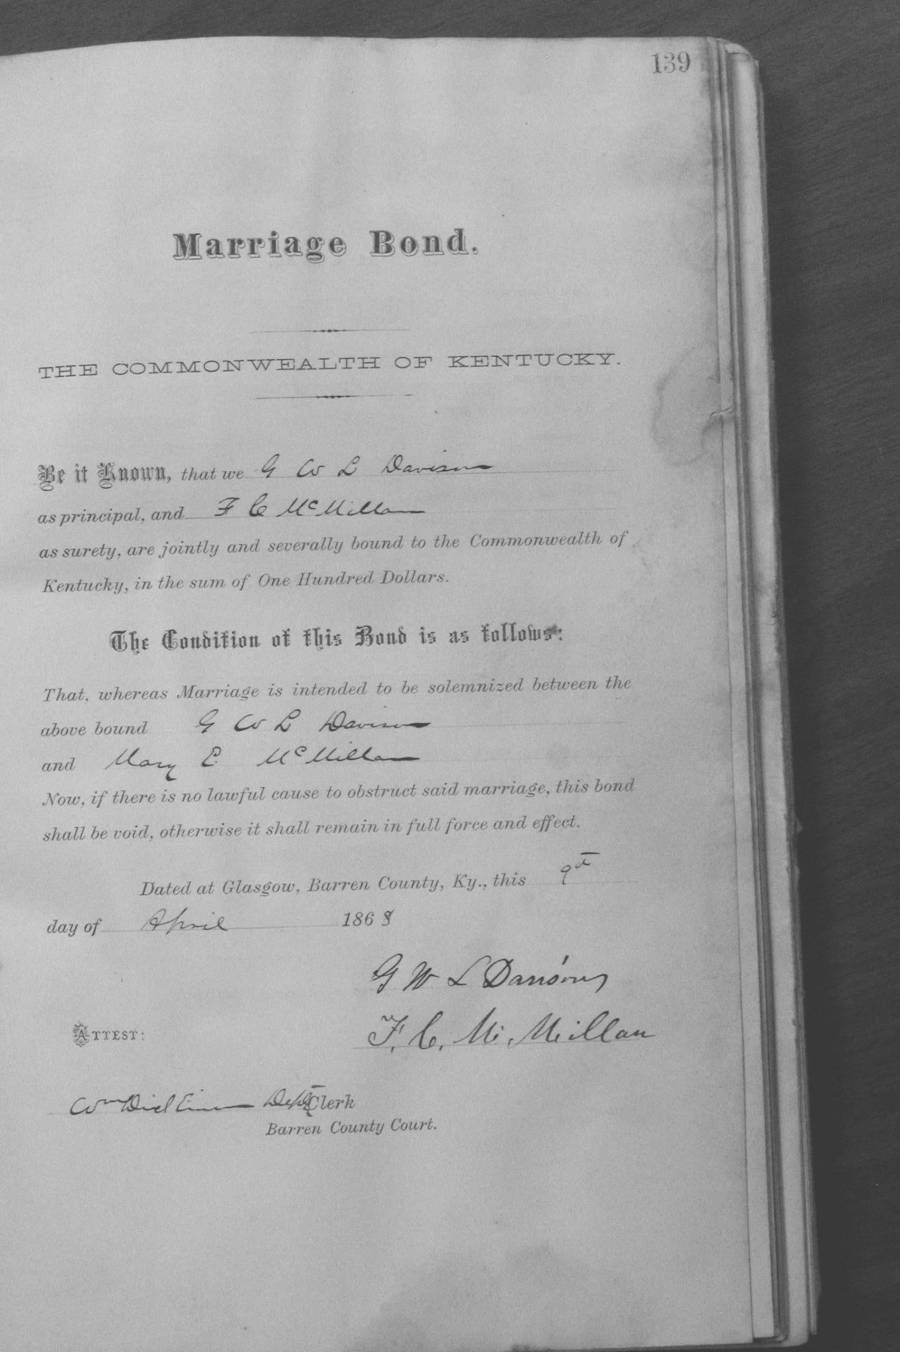 139
Marriage Bond.
THE COMMONWEALTH OF KENTUCKY.
Be it Known, that we G W L Davison
as principal, and F C McMillan
as surety, are jointly and severally bound to the Commonwealth of
Kentucky, in the sum of One Hundred Dollars.
The Condition of this Bond is as follows:
That, whereas Marriage is intended to be solemnized between the
above bound G W L Davison
and Mary E McMillan
Now, if there is no lawful cause to obstruct said marriage, this bond
shall be void, otherwise it shall remain in full force and effect.
Dated at Glasgow, Barren County, Ky., this 9th
day of April 1868
G W L
F. C. Mc. Millan
ATTEST:
Wm Dickinson Depty Clerk
Barren County Court.